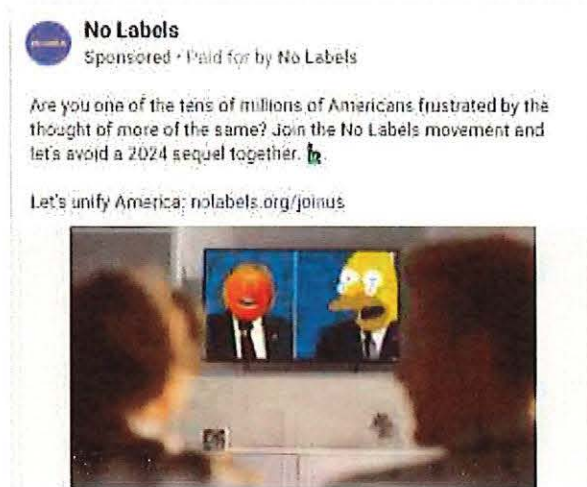 No Labels
Sponsored · Paid for by No Labels
Are you one of the tens of millions of Americans frustrated by the
thought of more of the same? Join the No Labels movement and
let's avoid a 2024 sequel together.
Let's unify America: nolabels.org/joinus